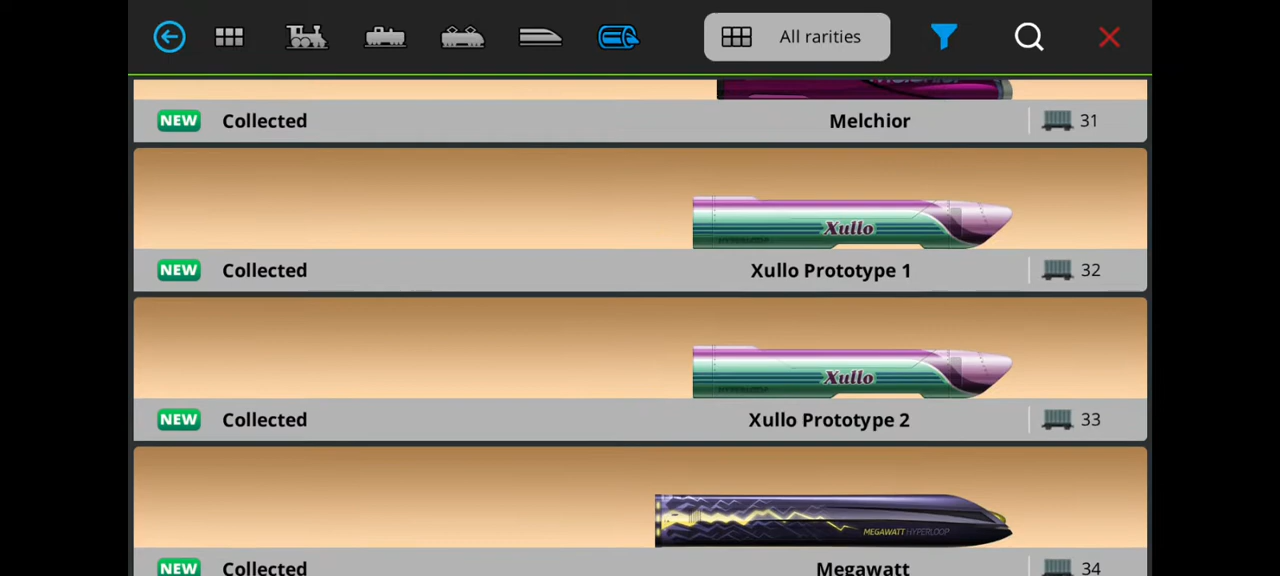 All rarities
NEW Collected Melchior 31
Xullo
NEW Collected Xullo Prototype 1 32
Xullo
NEW Collected Xullo Prototype 2 33
MEGAWATT HYPERLOOP
NEW Collected Megawatt 34